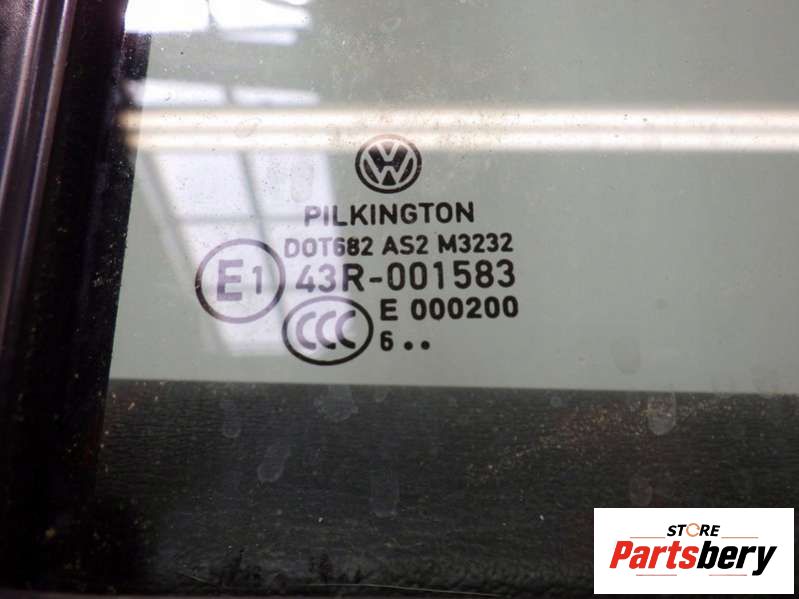 PILKINGTON
DOT682 AS2 M3232
E1 43R-001583
CCC E 000200
6 ..
STORE
Partsbery